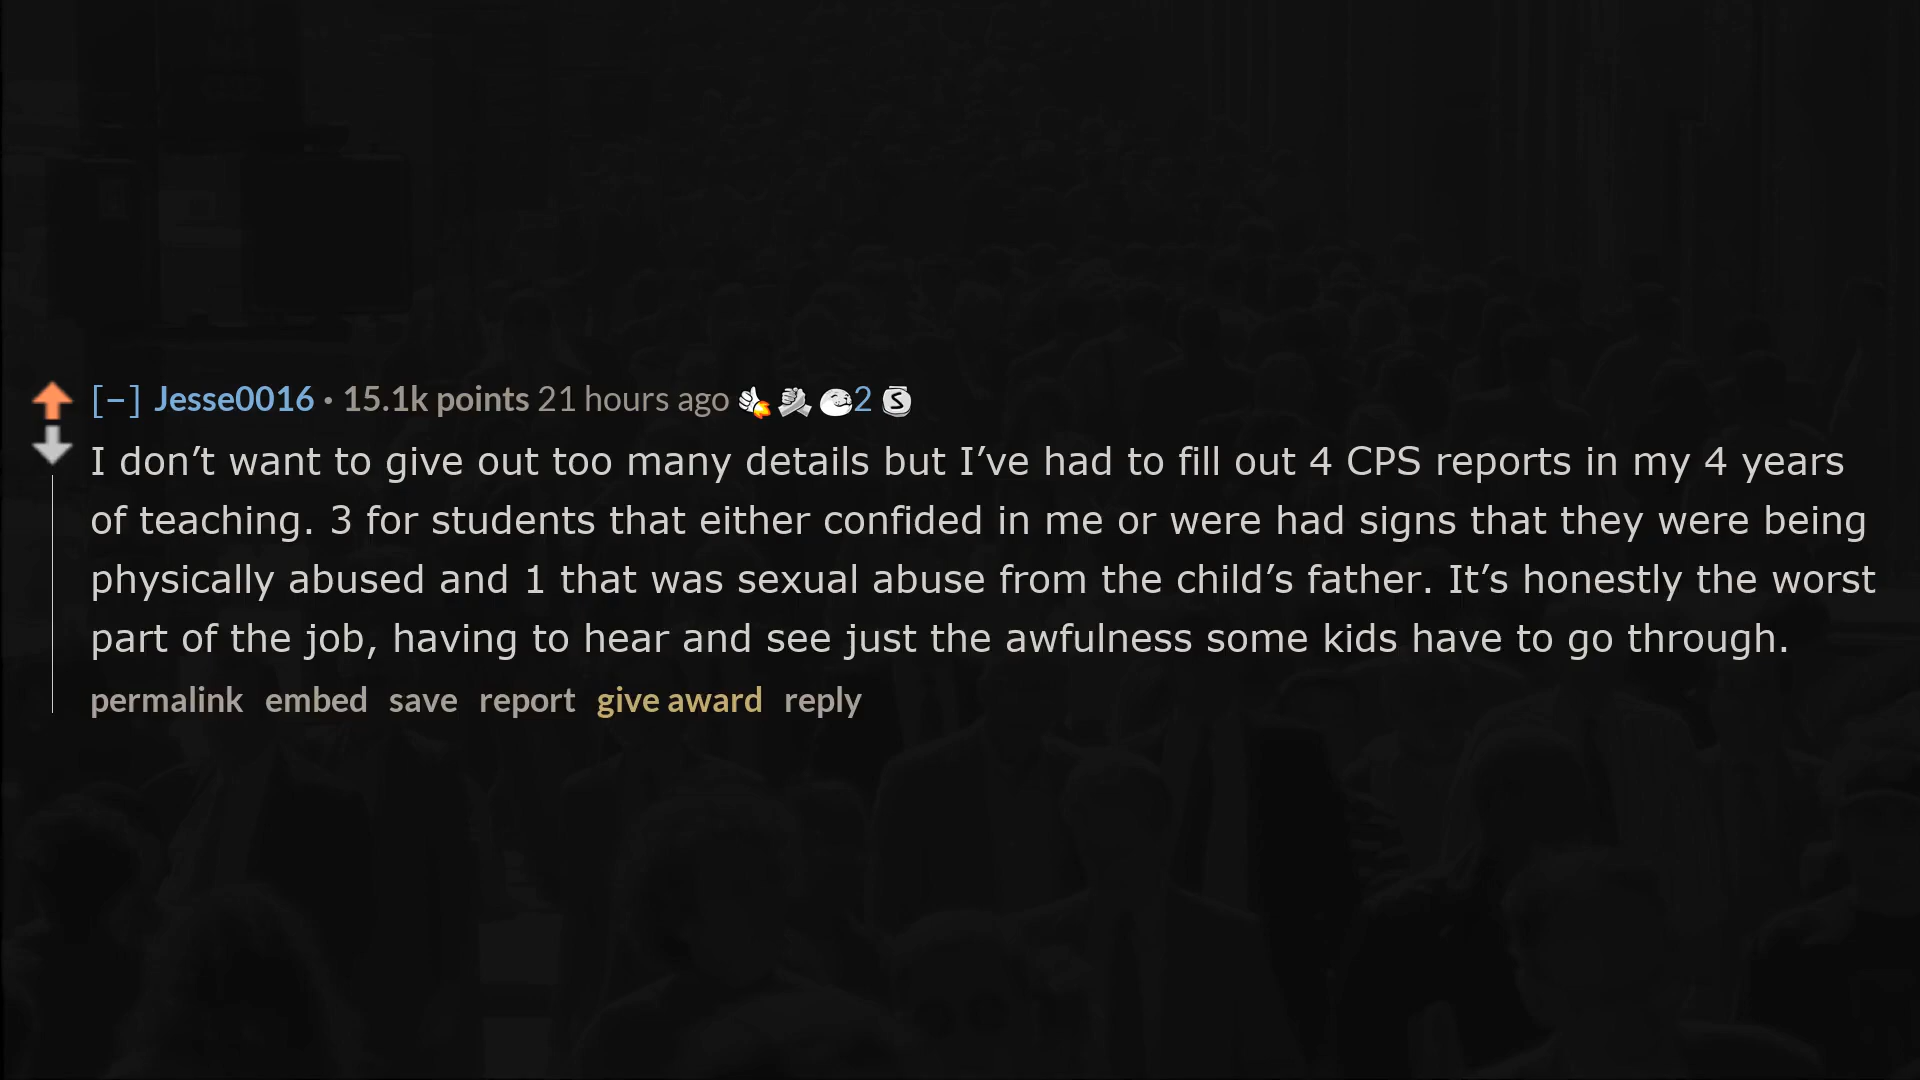 [–] Jesse0016 · 15.1k points 21 hours ago 2 S
I don’t want to give out too many details but I’ve had to fill out 4 CPS reports in my 4 years
of teaching. 3 for students that either confided in me or were had signs that they were being
physically abused and 1 that was sexual abuse from the child’s father. It’s honestly the worst
part of the job, having to hear and see just the awfulness some kids have to go through.
permalink embed save report give award reply